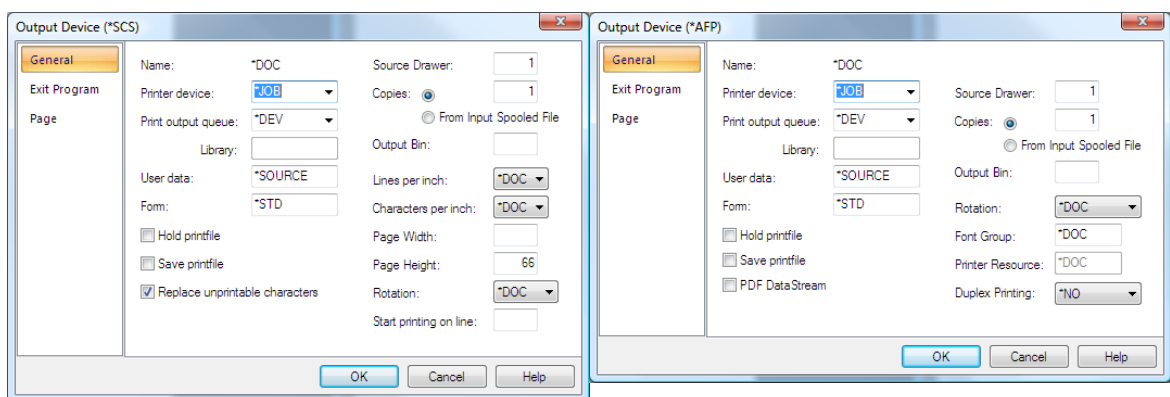 Output Device (*SCS)
General
Exit Program
Page
Name: *DOC
Printer device: *JOB
Print output queue: *DEV
Library:
User data: *SOURCE
Form: *STD
Hold printfile
Save printfile
Replace unprintable characters
Source Drawer: 1
Copies: 1
From Input Spooled File
Output Bin:
Lines per inch: *DOC
Characters per inch: *DOC
Page Width:
Page Height: 66
Rotation: *DOC
Start printing on line:
OK Cancel Help
Output Device (*AFP)
General
Exit Program
Page
Name: *DOC
Printer device: *JOB
Print output queue: *DEV
Library:
User data: *SOURCE
Form: *STD
Hold printfile
Save printfile
PDF DataStream
Source Drawer: 1
Copies: 1
From Input Spooled File
Output Bin:
Rotation: *DOC
Font Group: *DOC
Printer Resource: *DOC
Duplex Printing: *NO
OK Cancel Help